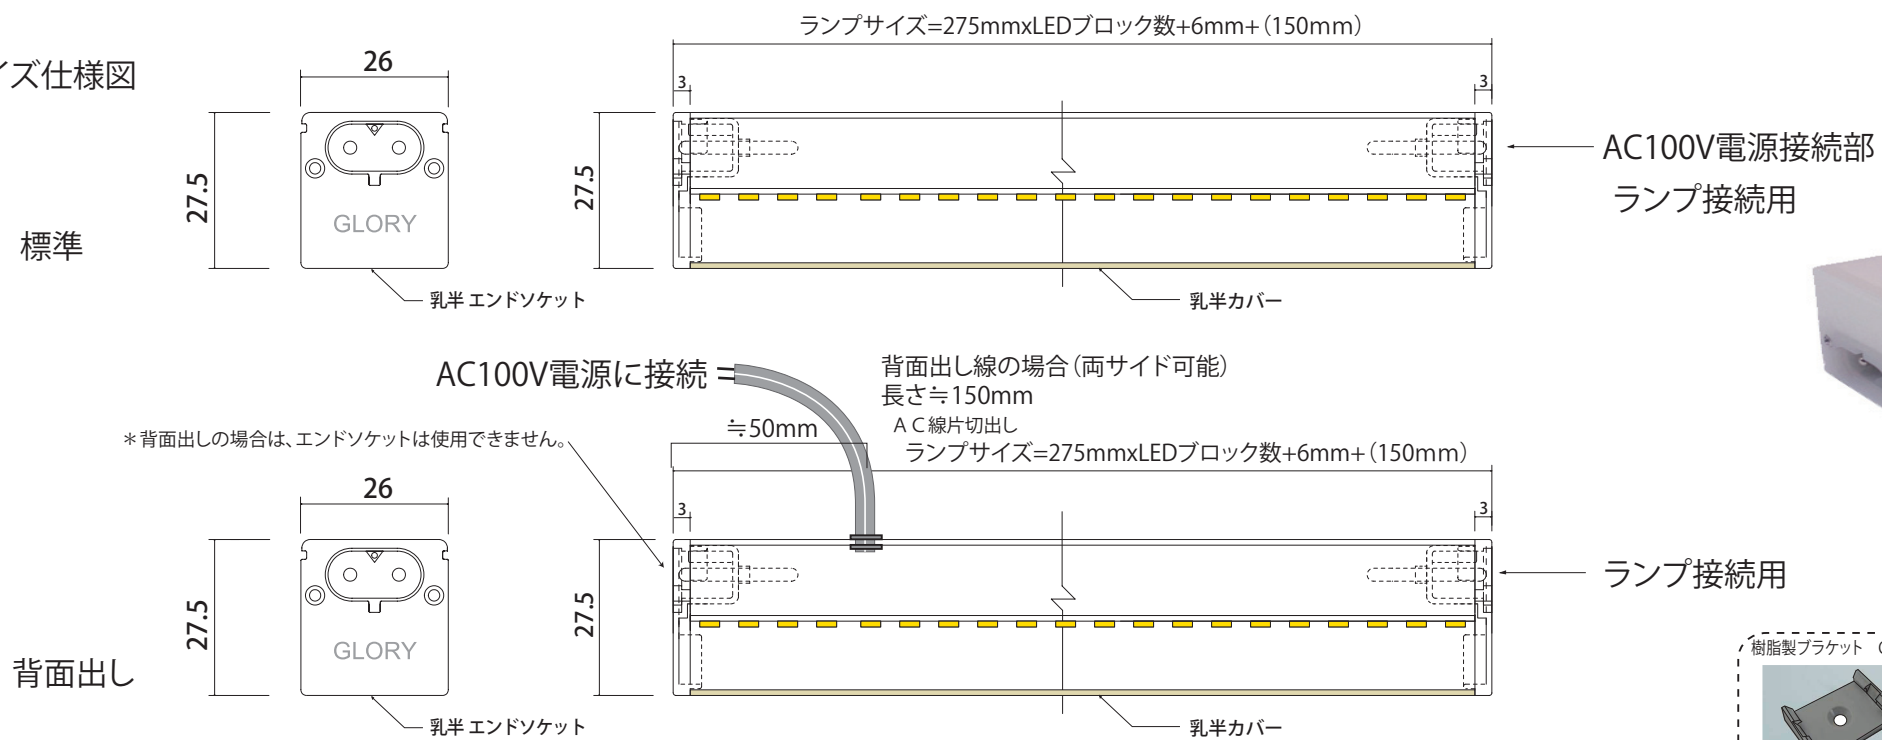 ランプサイズ=275mmxLEDブロック数+6mm+(150mm)
イズ仕様図
26
3
3
27.5
27.5
GLORY
AC100V電源接続部
ランプ接続用
標準
乳半 エンドソケット
乳半カバー
AC100V電源に接続
背面出し線の場合(両サイド可能)
長さ≒150mm
AC線片切出し
≒50mm
*背面出しの場合は、エンドソケットは使用できません。
ランプサイズ=275mmxLEDブロック数+6mm+(150mm)
26
3
3
27.5
27.5
GLORY
ランプ接続用
背面出し
樹脂製ブラケット
乳半 エンドソケット
乳半カバー